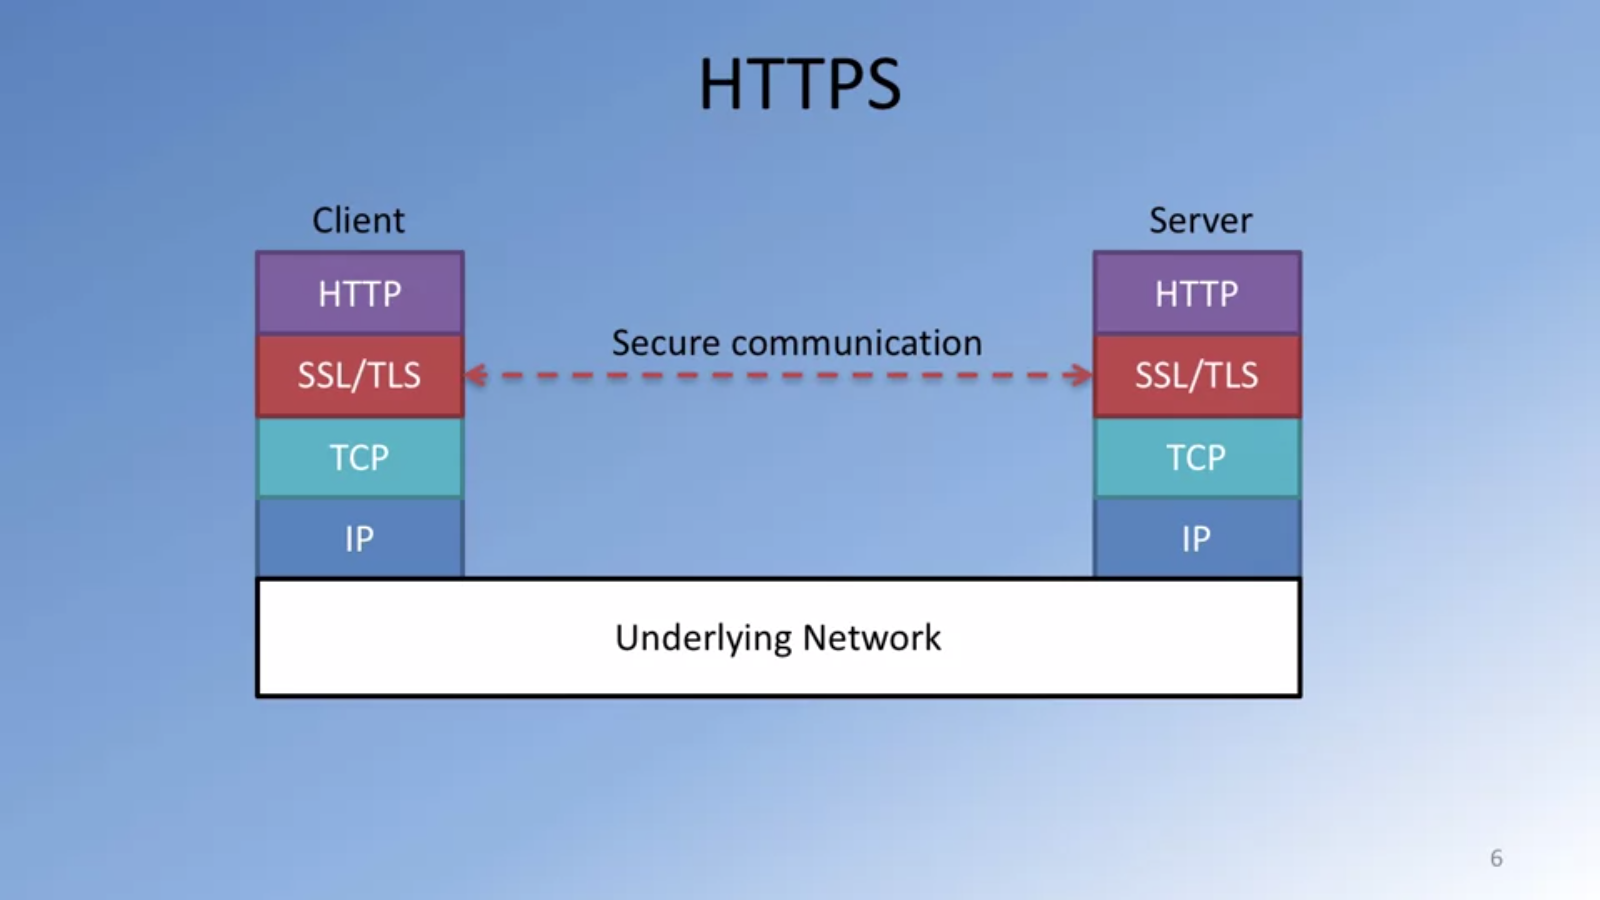 HTTPS
Client
Server
HTTP
HTTP
Secure communication
SSL/TLS
SSL/TLS
TCP
TCP
IP
IP
Underlying Network
6